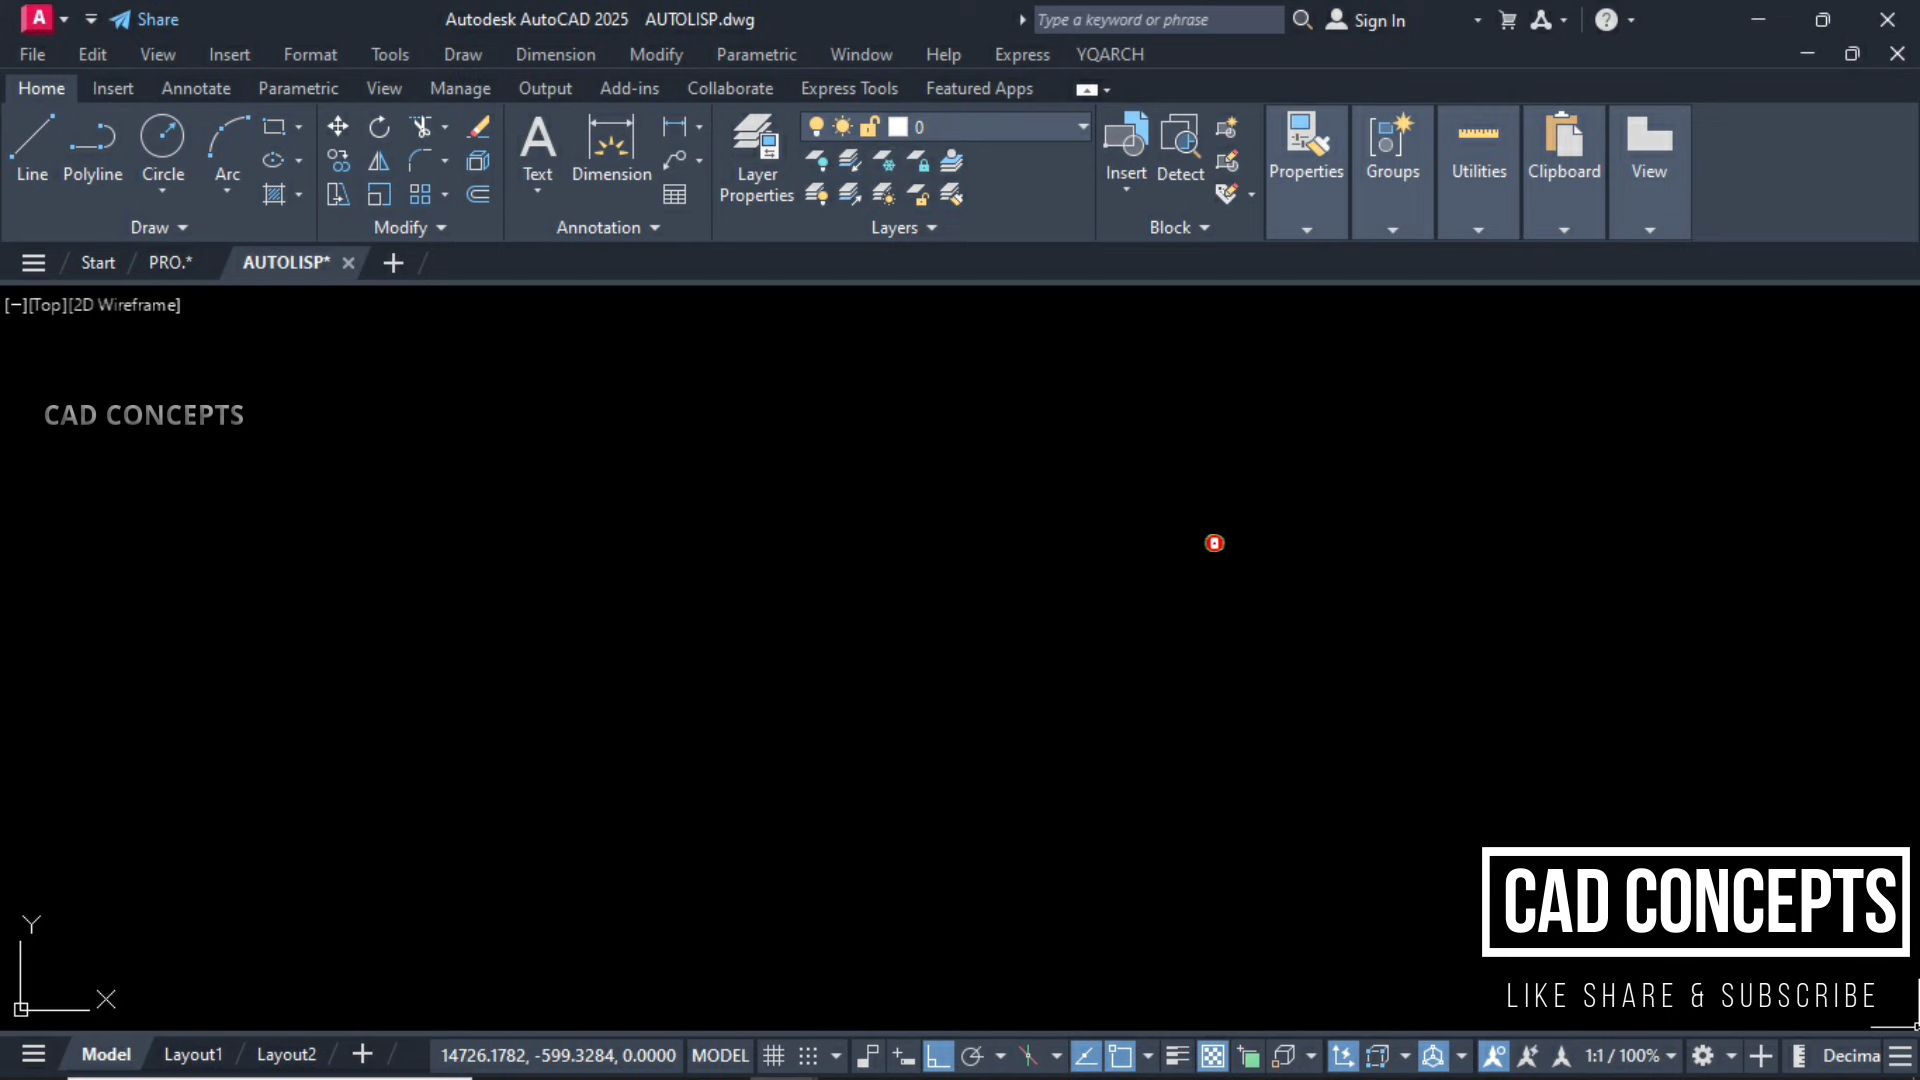 A Share Autodesk AutoCAD 2025 AUTOLISP.dwg Type a keyword or phrase Sign In ?
File Edit View Insert Format Tools Draw Dimension Modify Parametric Window Help Express YQARCH
Home Insert Annotate Parametric View Manage Output Add-ins Collaborate Express Tools Featured Apps
0
Line Polyline Circle Arc Text Dimension Layer Properties Insert Detect Properties Groups Utilities Clipboard View
Draw Modify Annotation Layers Block
Start PRO.* AUTOLISP*
[−][Top][2D Wireframe]
CAD CONCEPTS
Y
X
CAD CONCEPTS
LIKE SHARE & SUBSCRIBE
Model Layout1 Layout2 14726.1782, -599.3284, 0.0000 MODEL 1:1 / 100% Decima